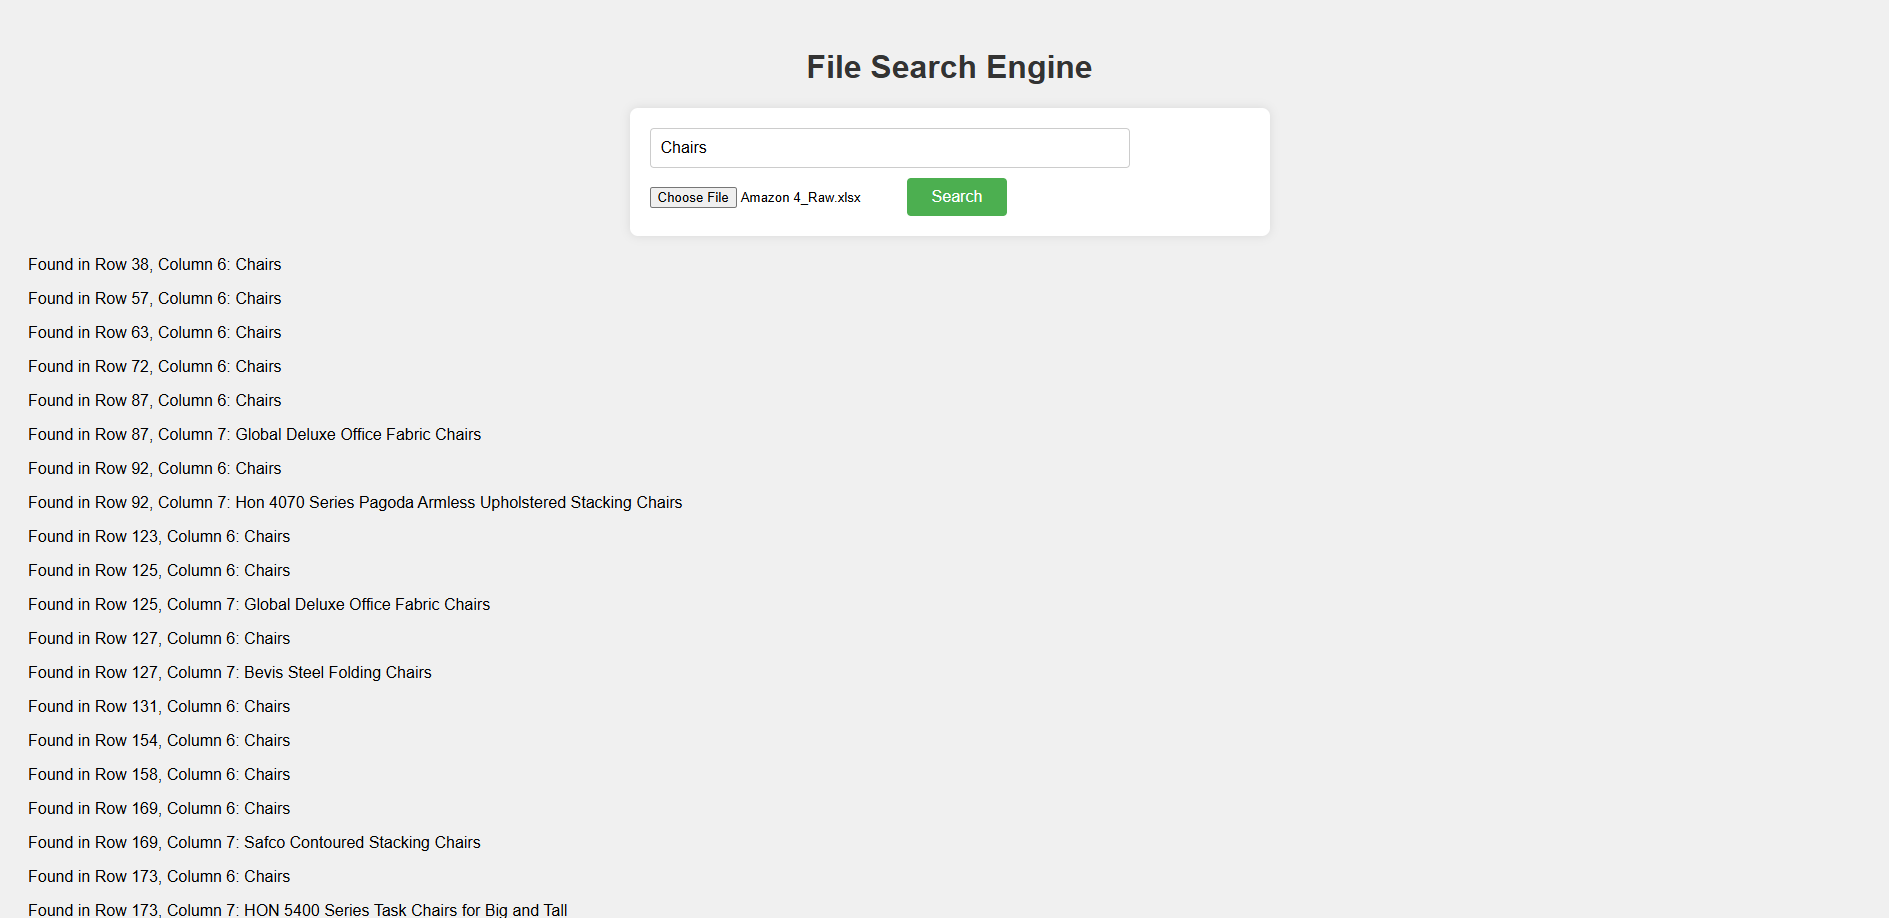 File Search Engine
Chairs
Choose File Amazon 4_Raw.xlsx Search
Found in Row 38, Column 6: Chairs
Found in Row 57, Column 6: Chairs
Found in Row 63, Column 6: Chairs
Found in Row 72, Column 6: Chairs
Found in Row 87, Column 6: Chairs
Found in Row 87, Column 7: Global Deluxe Office Fabric Chairs
Found in Row 92, Column 6: Chairs
Found in Row 92, Column 7: Hon 4070 Series Pagoda Armless Upholstered Stacking Chairs
Found in Row 123, Column 6: Chairs
Found in Row 125, Column 6: Chairs
Found in Row 125, Column 7: Global Deluxe Office Fabric Chairs
Found in Row 127, Column 6: Chairs
Found in Row 127, Column 7: Bevis Steel Folding Chairs
Found in Row 131, Column 6: Chairs
Found in Row 154, Column 6: Chairs
Found in Row 158, Column 6: Chairs
Found in Row 169, Column 6: Chairs
Found in Row 169, Column 7: Safco Contoured Stacking Chairs
Found in Row 173, Column 6: Chairs
Found in Row 173, Column 7: HON 5400 Series Task Chairs for Big and Tall